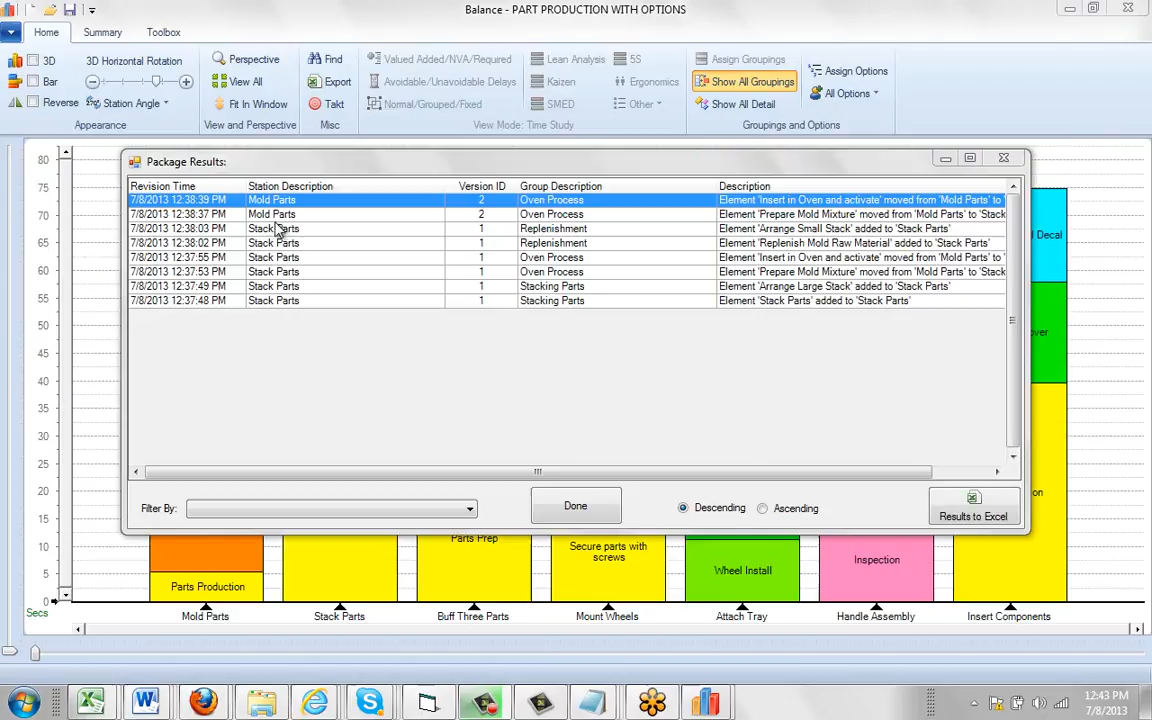 Balance - PART PRODUCTION WITH OPTIONS
Home Summary Toolbox
3D 3D Horizontal Rotation Perspective Find Valued Added/NVA/Required Lean Analysis 5S Assign Groupings Assign Options
Bar View All Export Avoidable/Unavoidable Delays Kaizen Ergonomics Show All Groupings All Options
Reverse Station Angle Fit In Window Takt Normal/Grouped/Fixed SMED Other Show All Detail
Appearance View and Perspective Misc View Mode: Time Study Groupings and Options
Package Results:
Revision Time Station Description Version ID Group Description Description
7/8/2013 12:38:39 PM Mold Parts 2 Oven Process Element 'Insert in Oven and activate' moved from 'Mold Parts' to '
7/8/2013 12:38:37 PM Mold Parts 2 Oven Process Element 'Prepare Mold Mixture' moved from 'Mold Parts' to 'Stack
7/8/2013 12:38:03 PM Stack Parts 1 Replenishment Element 'Arrange Small Stack' added to 'Stack Parts'
7/8/2013 12:38:02 PM Stack Parts 1 Replenishment Element 'Replenish Mold Raw Material' added to 'Stack Parts'
7/8/2013 12:37:55 PM Stack Parts 1 Oven Process Element 'Insert in Oven and activate' moved from 'Mold Parts' to '
7/8/2013 12:37:53 PM Stack Parts 1 Oven Process Element 'Prepare Mold Mixture' moved from 'Mold Parts' to 'Stack
7/8/2013 12:37:49 PM Stack Parts 1 Stacking Parts Element 'Arrange Large Stack' added to 'Stack Parts'
7/8/2013 12:37:48 PM Stack Parts 1 Stacking Parts Element 'Stack Parts' added to 'Stack Parts'
Filter By: Done Descending Ascending Results to Excel
80
75
70
65
60
55
50
45
40
35
30
25
20
15
10
5
0
Secs
Decal
Parts Production
Parts Prep
Secure parts with
screws
Wheel Install
Inspection
Mold Parts Stack Parts Buff Three Parts Mount Wheels Attach Tray Handle Assembly Insert Components
12:43 PM
7/8/2013